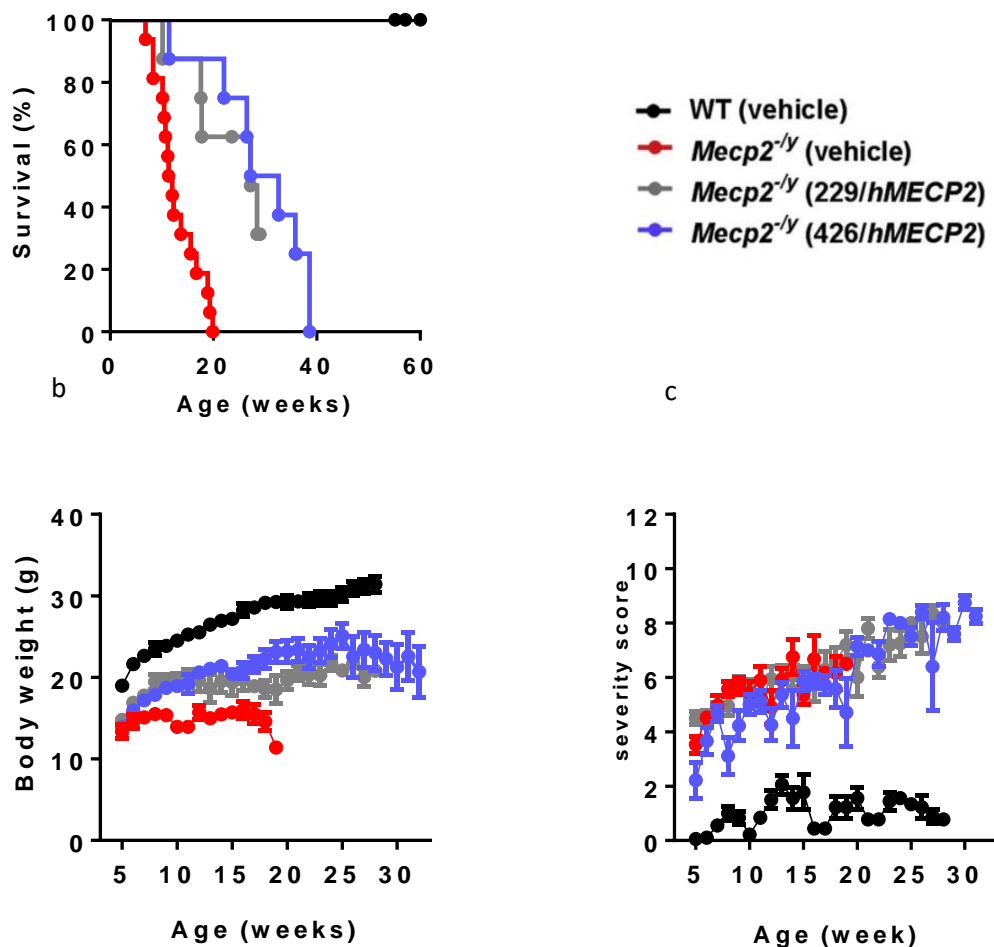 100
80
60
40
20
0
Survival (%)
0 20 40 60
Age (weeks)
WT (vehicle)
Mecp2-/y (vehicle)
Mecp2-/y (229/hMECP2)
Mecp2-/y (426/hMECP2)
b
c
40
30
20
10
0
Body weight (g)
5 10 15 20 25 30
Age (weeks)
12
10
8
6
4
2
0
severity score
5 10 15 20 25 30
Age (week)